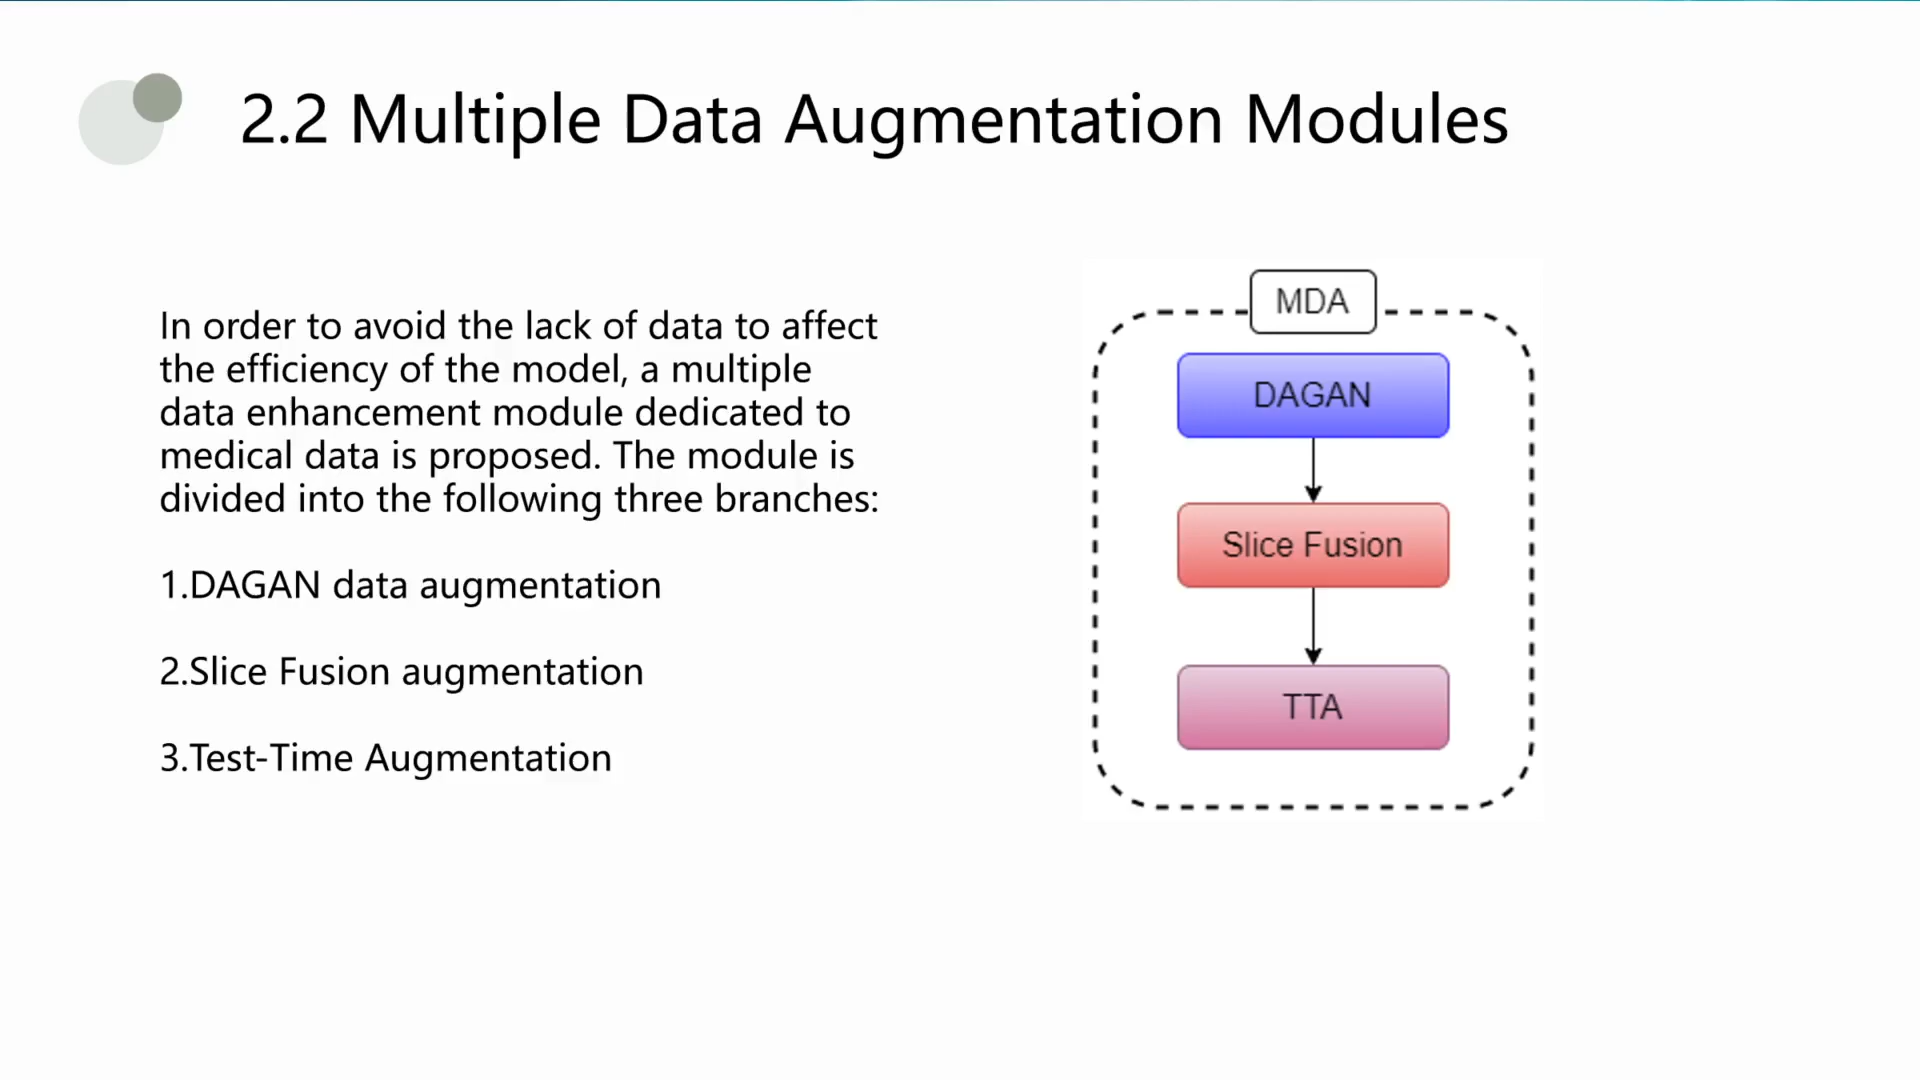 2.2 Multiple Data Augmentation Modules
In order to avoid the lack of data to affect
the efficiency of the model, a multiple
data enhancement module dedicated to
medical data is proposed. The module is
divided into the following three branches:
1.DAGAN data augmentation
2.Slice Fusion augmentation
3.Test-Time Augmentation
MDA
DAGAN
Slice Fusion
TTA